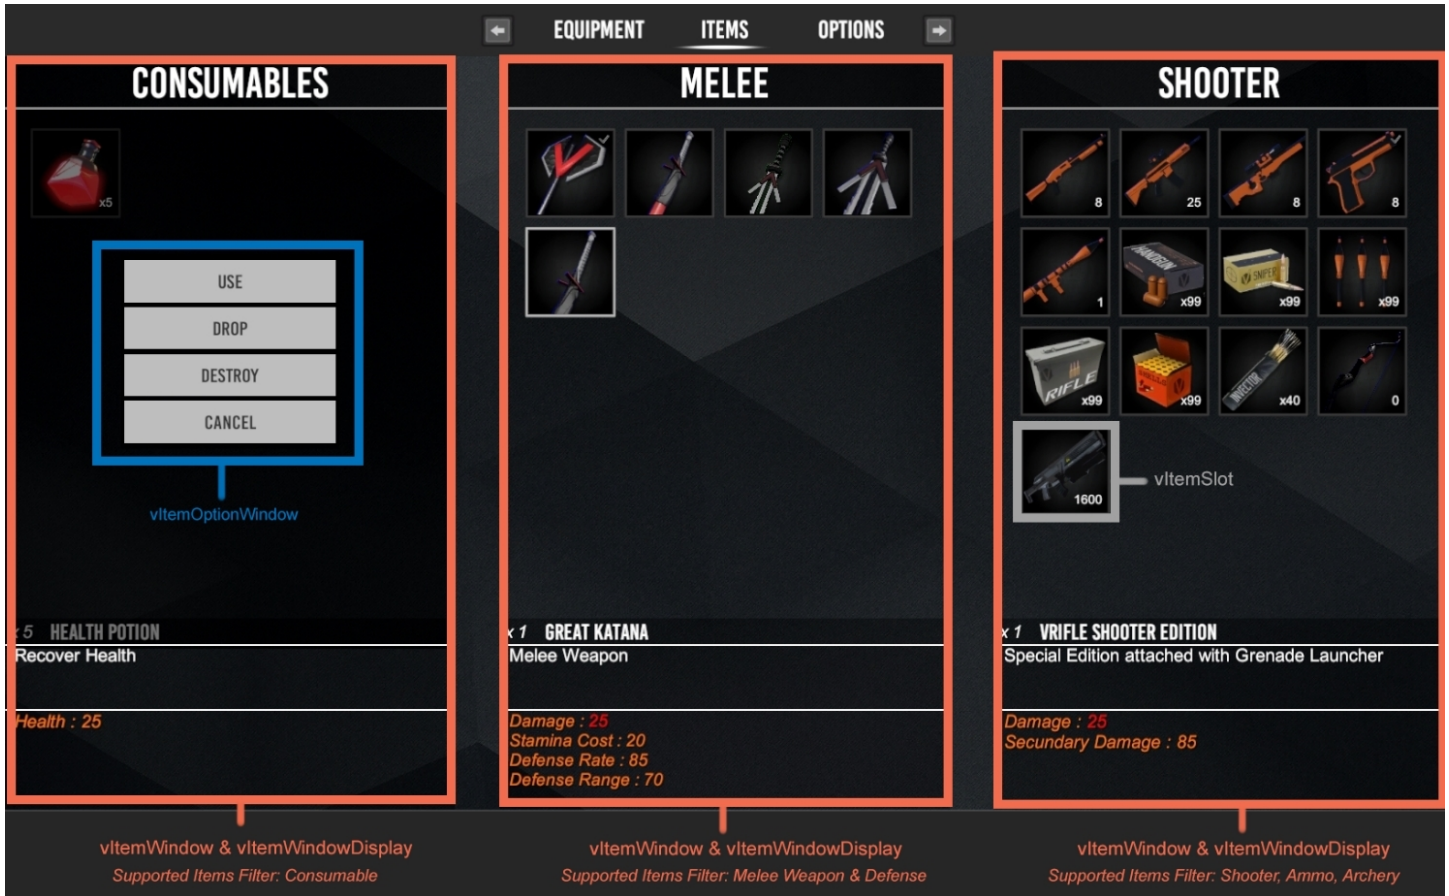 EQUIPMENT ITEMS OPTIONS
CONSUMABLES
x5
USE
DROP
DESTROY
CANCEL
vItemOptionWindow
x 5 HEALTH POTION
Recover Health
Health : 25
vItemWindow & vItemWindowDisplay
Supported Items Filter: Consumable
MELEE
x 1 GREAT KATANA
Melee Weapon
Damage : 25
Stamina Cost : 20
Defense Rate : 85
Defense Range : 70
vItemWindow & vItemWindowDisplay
Supported Items Filter: Melee Weapon & Defense
SHOOTER
8 25 8 8
HANDGUN
SNIPER
1 x99 x99 x99
RIFLE
INVECTOR
x99 x99 x40 0
1600
vItemSlot
x 1 VRIFLE SHOOTER EDITION
Special Edition attached with Grenade Launcher
Damage : 25
Secundary Damage : 85
vItemWindow & vItemWindowDisplay
Supported Items Filter: Shooter, Ammo, Archery